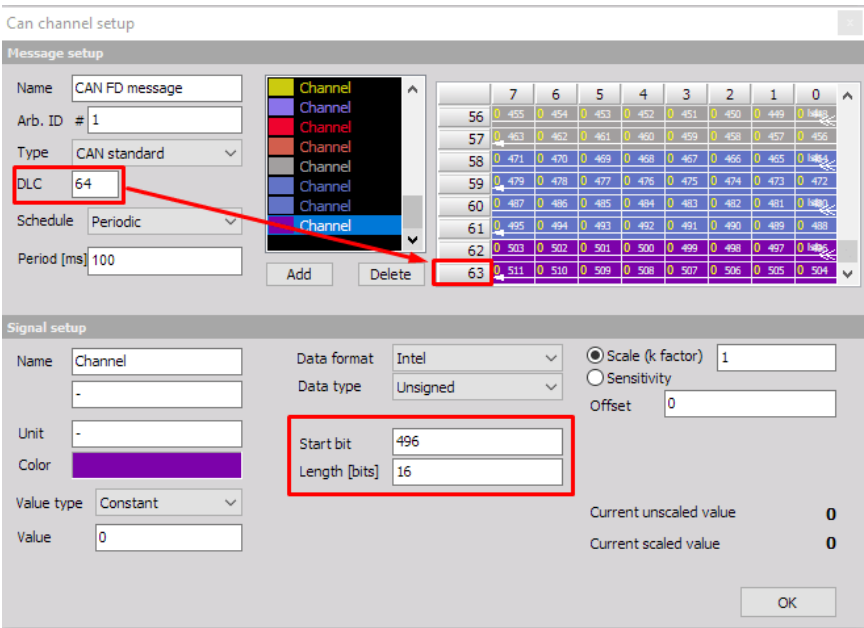 Can channel setup
x
Message setup
Name CAN FD message
Arb. ID # 1
Type CAN standard
DLC 64
Schedule Periodic
Period [ms] 100
Channel
Channel
Channel
Channel
Channel
Channel
Channel
Channel
Add Delete
7 6 5 4 3 2 1 0
56 0 455 0 454 0 453 0 452 0 451 0 450 0 449 0
57 0 463 0 462 0 461 0 460 0 459 0 458 0 457 0 456
58 0 471 0 470 0 469 0 468 0 467 0 466 0 465 0
59 0 479 0 478 0 477 0 476 0 475 0 474 0 473 0 472
60 0 487 0 486 0 485 0 484 0 483 0 482 0 481 0
61 0 495 0 494 0 493 0 492 0 491 0 490 0 489 0 488
62 0 503 0 502 0 501 0 500 0 499 0 498 0 497 0
63 0 511 0 510 0 509 0 508 0 507 0 506 0 505 0 504
Signal setup
Name Channel
-
Unit -
Color
Value type Constant
Value 0
Data format Intel
Data type Unsigned
Start bit 496
Length [bits] 16
Scale (k factor) 1
Sensitivity
Offset 0
Current unscaled value 0
Current scaled value 0
OK